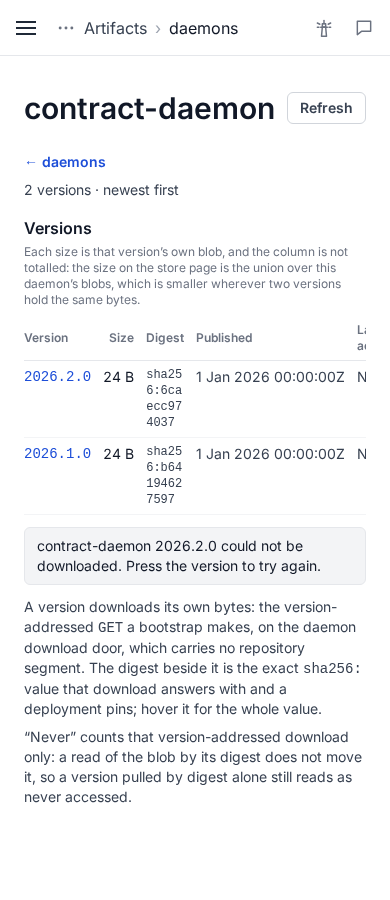 Artifacts › daemons
contract-daemon
Refresh
← daemons
2 versions · newest first
Versions
Each size is that version’s own blob, and the column is not
totalled: the size on the store page is the union over this
daemon’s blobs, which is smaller wherever two versions
hold the same bytes.
Version Size Digest Published
2026.2.0 24 B sha25
6:6ca
ecc97
4037
1 Jan 2026 00:00:00Z
2026.1.0 24 B sha25
6:b64
19462
7597
1 Jan 2026 00:00:00Z
contract-daemon 2026.2.0 could not be
downloaded. Press the version to try again.
A version downloads its own bytes: the version-
addressed GET a bootstrap makes, on the daemon
download door, which carries no repository
segment. The digest beside it is the exact sha256:
value that download answers with and a
deployment pins; hover it for the whole value.
“Never” counts that version-addressed download
only: a read of the blob by its digest does not move
it, so a version pulled by digest alone still reads as
never accessed.